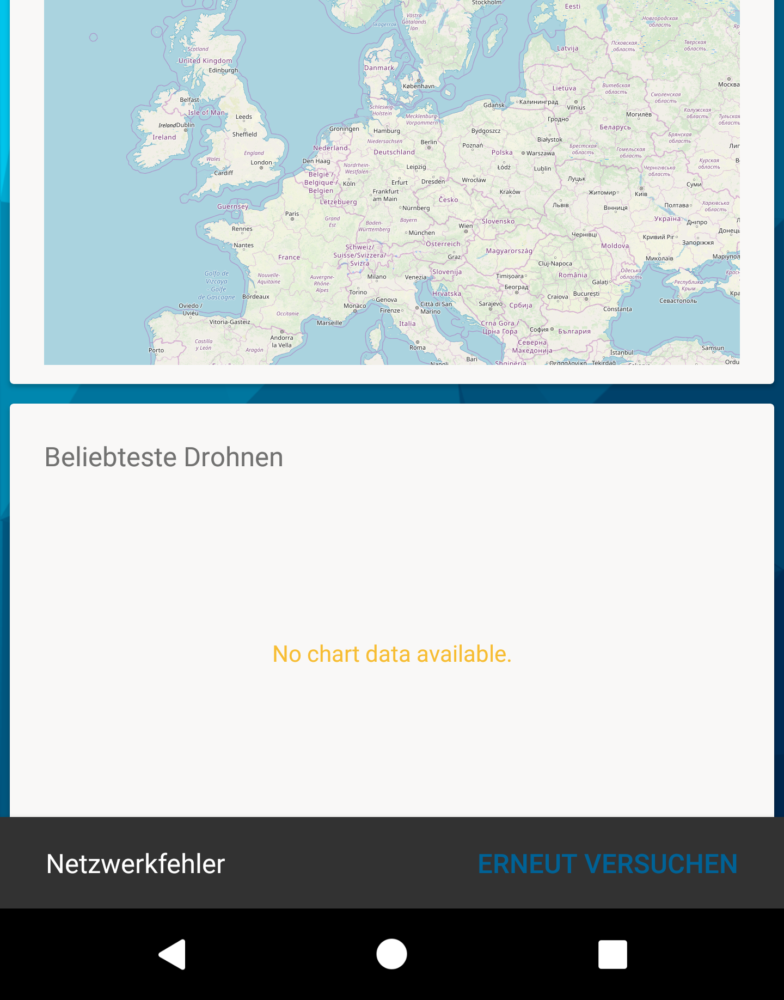 Stockholm
Eesti
Västra
Götalands
län
Skagerrak
Новгородская
область
Яр
Scotland
United Kingdom
Edinburgh
Latvija
Псковская
область
Тверская
область
Danmark
København
Lietuva
Витебская
область
Москва
Смоленская
область
Belfast
Isle of Man
Leeds
Schleswig-
Holstein
Mecklenburg-
Vorpommern
Gdańsk
Калининград
Vilnius
Гродно
Могилёв
Калужская
область
Тульская
область
Ireland
Dublin
Sheffield
Ireland
Groningen
Hamburg
Niedersachsen
Bydgoszcz
Беларусь
Białystok
Брянская
область
Nederland
Deutschland
Berlin
Poznań
Polska
Warszawa
Брестская
область
Гомельская
область
Лип
England
Wales
London
Cardiff
Den Haag
Nordrhein-
Westfalen
Leipzig
Łódź
Lublin
Чернігівська
область
Курская
область
В
België /
Belgique /
Belgien
Köln
Erfurt
Dresden
Wrocław
Луцьк
Суми
Frankfurt
am Main
Kraków
Житомир
Київ
Lëtzebuerg
Česko
Guernsey
Nürnberg
Львів
Вінниця
Полтава
Харківська
область
Paris
Grand
Est
Baden-
Württemberg
Bayern
Slovensko
Україна
Дніпро
Л
Rennes
Wien
München
Чернівці
Кривий Ріг
Запоріжжя
Донець
Nantes
Schweiz/
Suisse/Svizzera/
Svizra
Österreich
Graz
Magyarország
Moldova
Миколаїв
Маріупол
France
Cluj-Napoca
Golfo de
Vizcaya
- Golfe
de Gascogne
Nouvelle-
Aquitaine
Auvergne-
Rhône-
Alpes
Milano
Venezia
Slovenija
Timișoara
România
Одеська
область
Красн
Galați
Республика
Крым
Београд
Bordeaux
Torino
Genova
Hrvatska
Craiova
București
Кра
Севастополь
Oviedo /
Uviéu
Monaco
Firenze
Città di San
Marino
Sarajevo
Србија
Constanța
Occitanie
Vitoria-Gasteiz
Marseille
Italia
Crna Gora /
Црна Гора
София
България
Andorra
la Vella
Castilla
y León
Aragón
Porto
Roma
Северна
Македонија
İstanbul
Samsun
Bari
Napoli
Shqipëria
Θεσσαλονίκη
Tekirdağ
Sakarya
Ordu
España
Beliebteste Drohnen
No chart data available.
Netzwerkfehler
ERNEUT VERSUCHEN